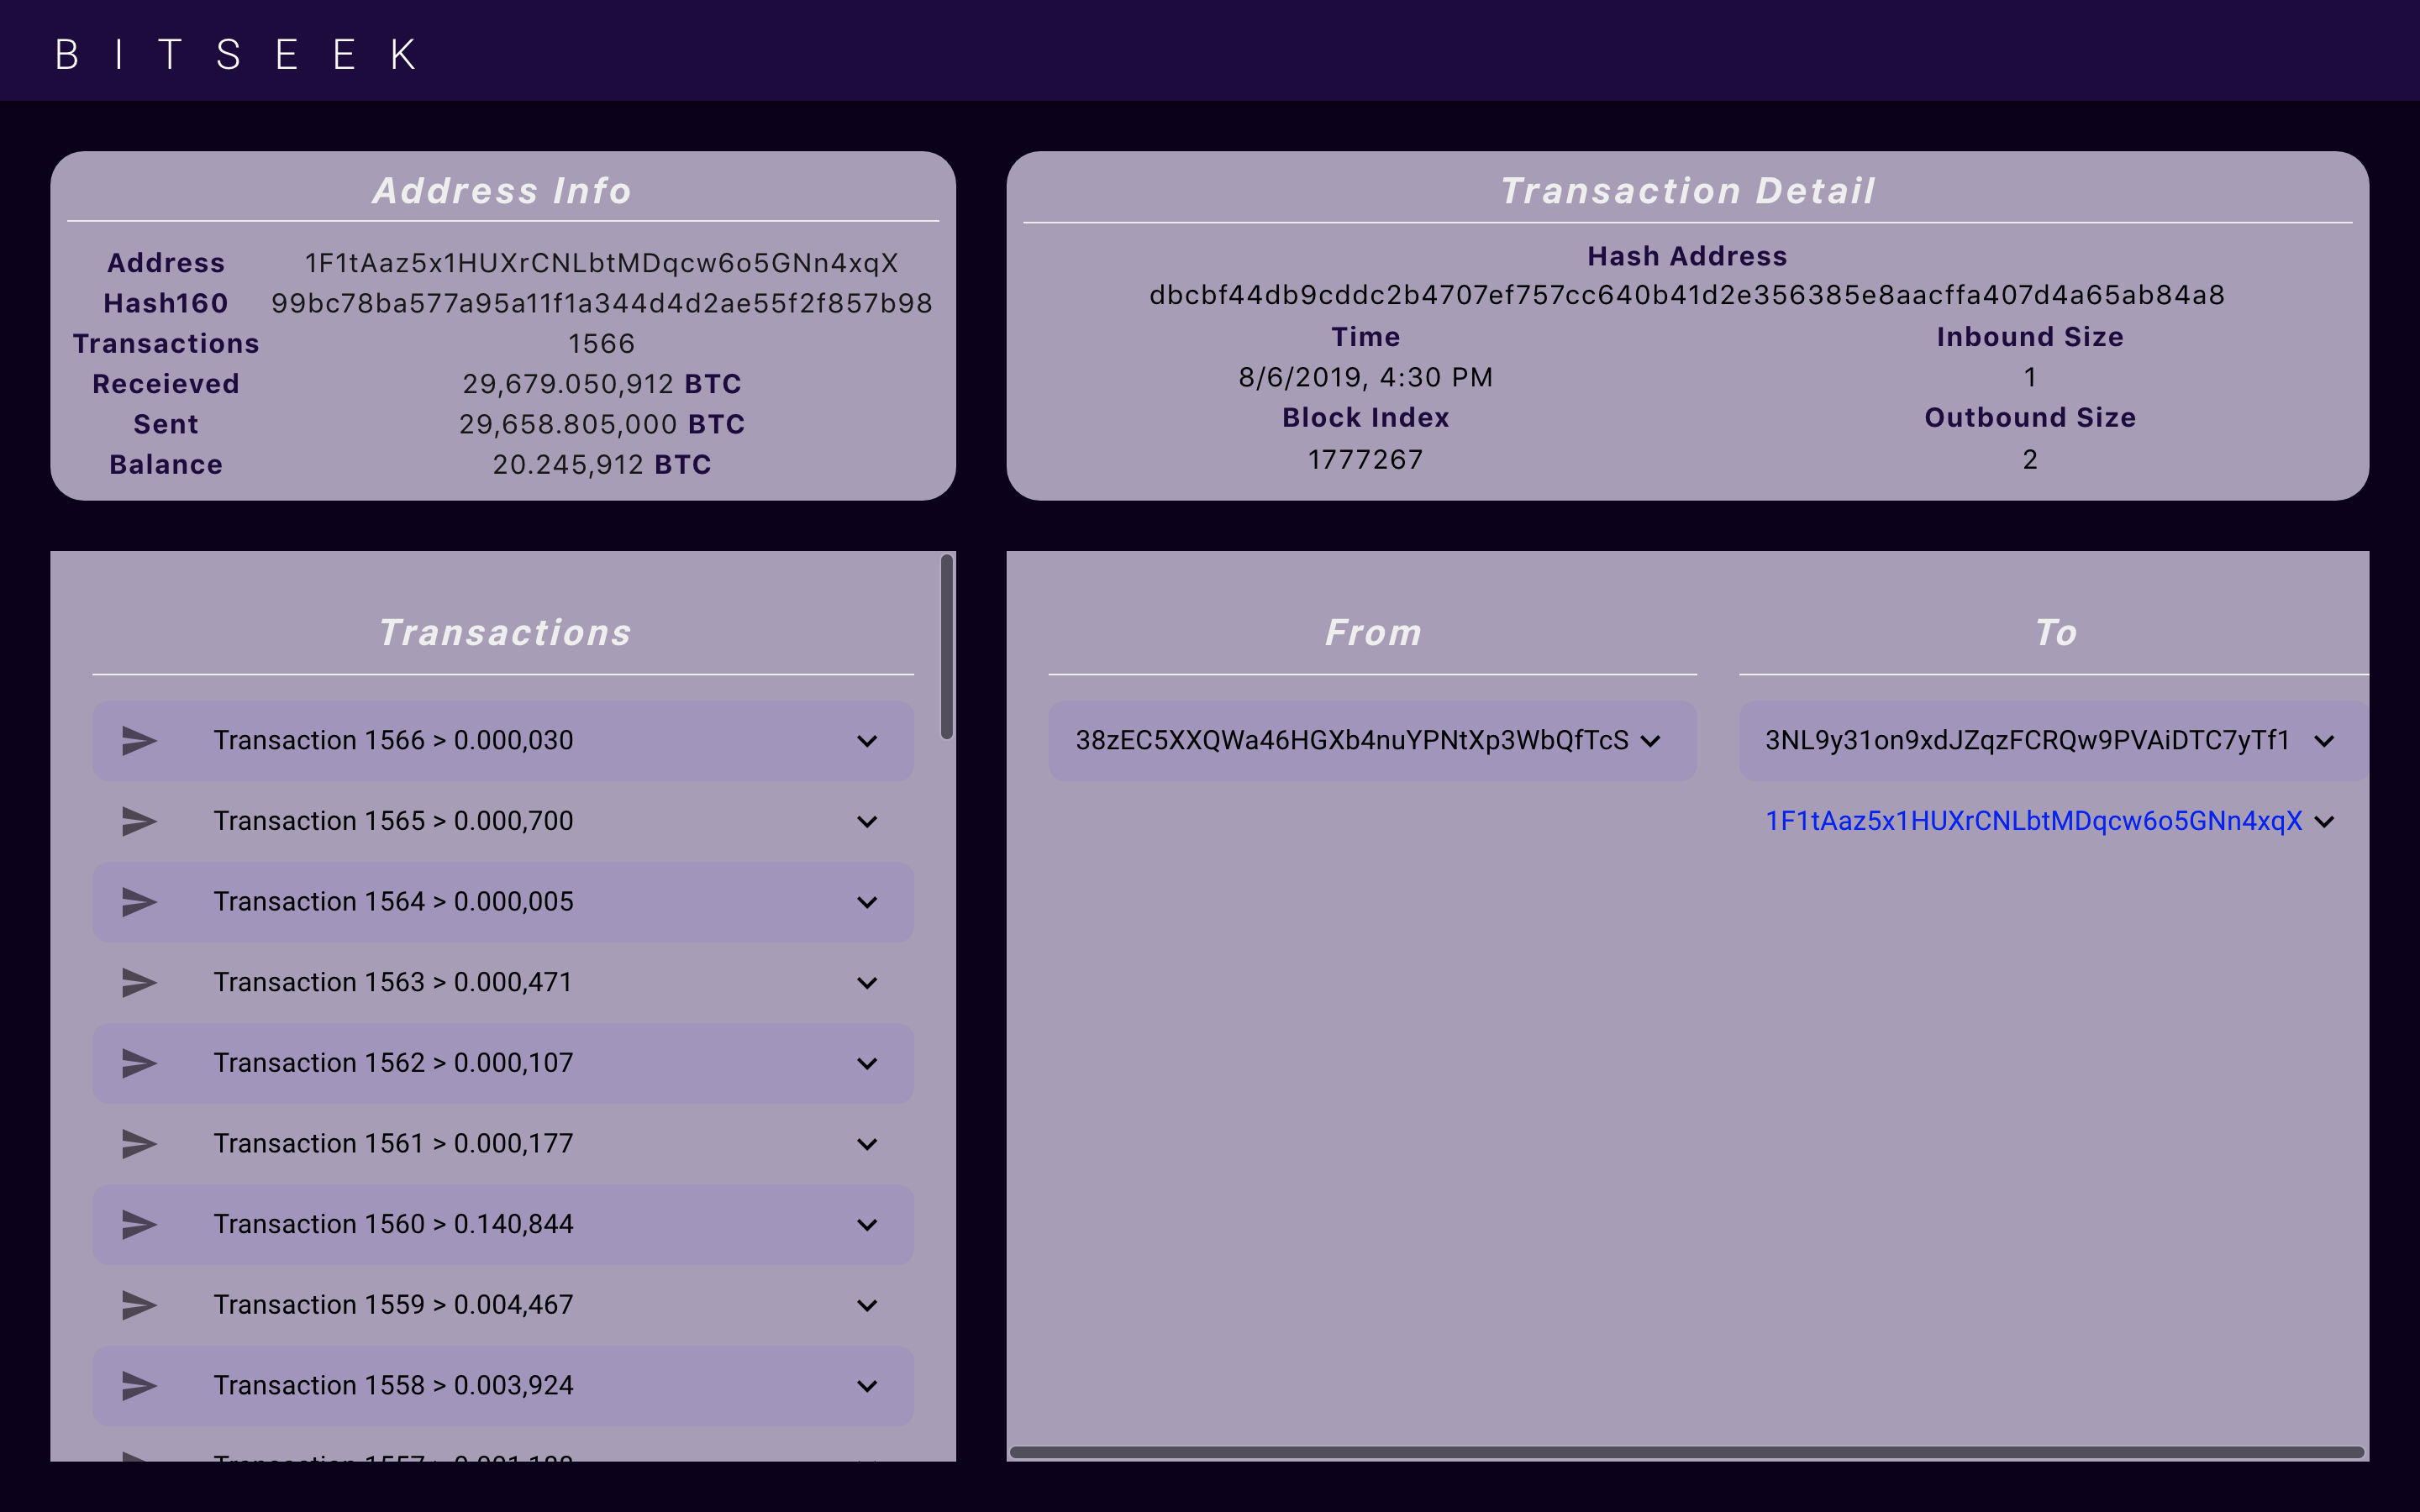 BITSEEK
Address Info
Address 1F1tAaz5x1HUXrCNLbtMDqcw6o5GNn4xqX
Hash160 99bc78ba577a95a11f1a344d4d2ae55f2f857b98
Transactions 1566
Receieved 29,679.050,912 BTC
Sent 29,658.805,000 BTC
Balance 20.245,912 BTC
Transaction Detail
Hash Address
dbcbf44db9cddc2b4707ef757cc640b41d2e356385e8aacffa407d4a65ab84a8
Time Inbound Size
8/6/2019, 4:30 PM 1
Block Index Outbound Size
1777267 2
Transactions
Transaction 1566 > 0.000,030
Transaction 1565 > 0.000,700
Transaction 1564 > 0.000,005
Transaction 1563 > 0.000,471
Transaction 1562 > 0.000,107
Transaction 1561 > 0.000,177
Transaction 1560 > 0.140,844
Transaction 1559 > 0.004,467
Transaction 1558 > 0.003,924
Transaction 1557 >
From
38zEC5XXQWa46HGXb4nuYPNtXp3WbQfTcS
To
3NL9y31on9xdJZqzFCRQw9PVAiDTC7yTf1
1F1tAaz5x1HUXrCNLbtMDqcw6o5GNn4xqX